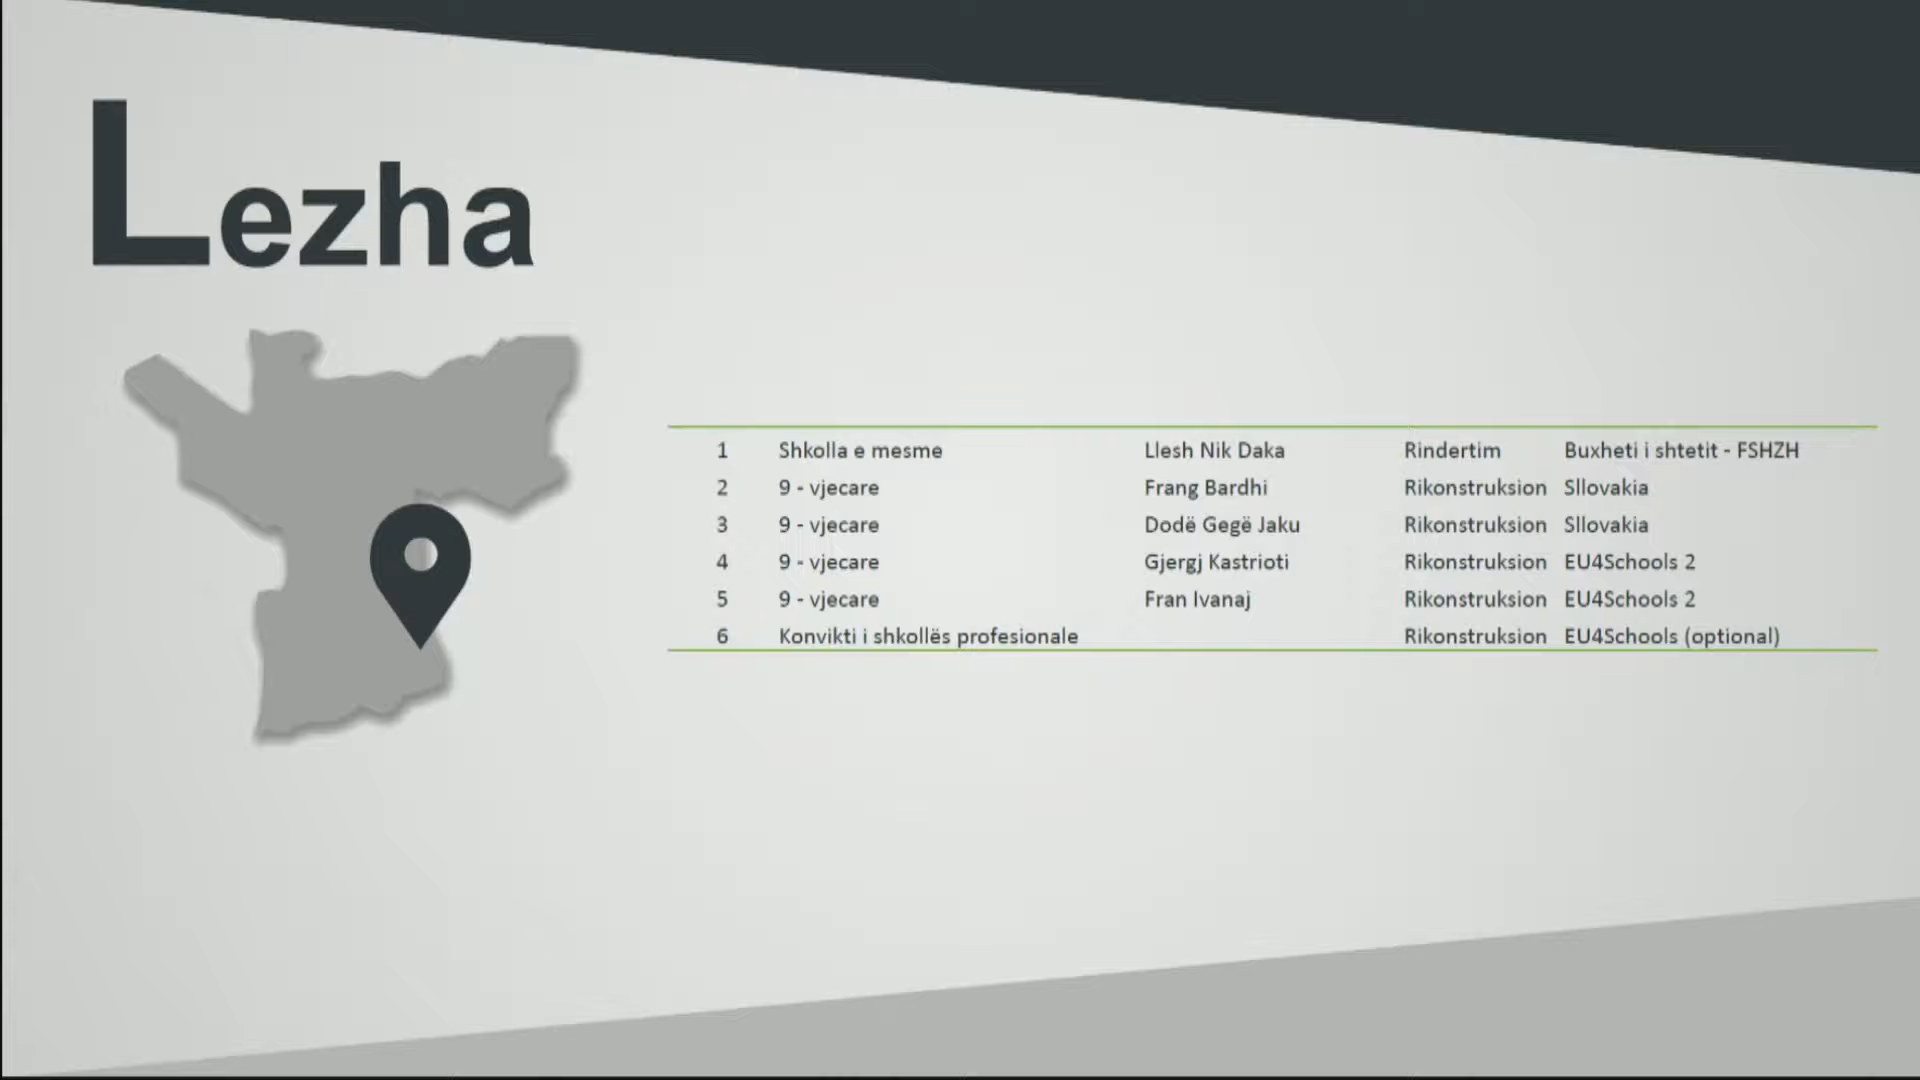 Lezha
1 Shkolla e mesme Llesh Nik Daka Rindertim Buxheti i shtetit - FSHZH
2 9 - vjecare Frang Bardhi Rikonstruksion Sllovakia
3 9 - vjecare Dodë Gegë Jaku Rikonstruksion Sllovakia
4 9 - vjecare Gjergj Kastrioti Rikonstruksion EU4Schools 2
5 9 - vjecare Fran Ivanaj Rikonstruksion EU4Schools 2
6 Konvikti i shkollës profesionale Rikonstruksion EU4Schools (optional)